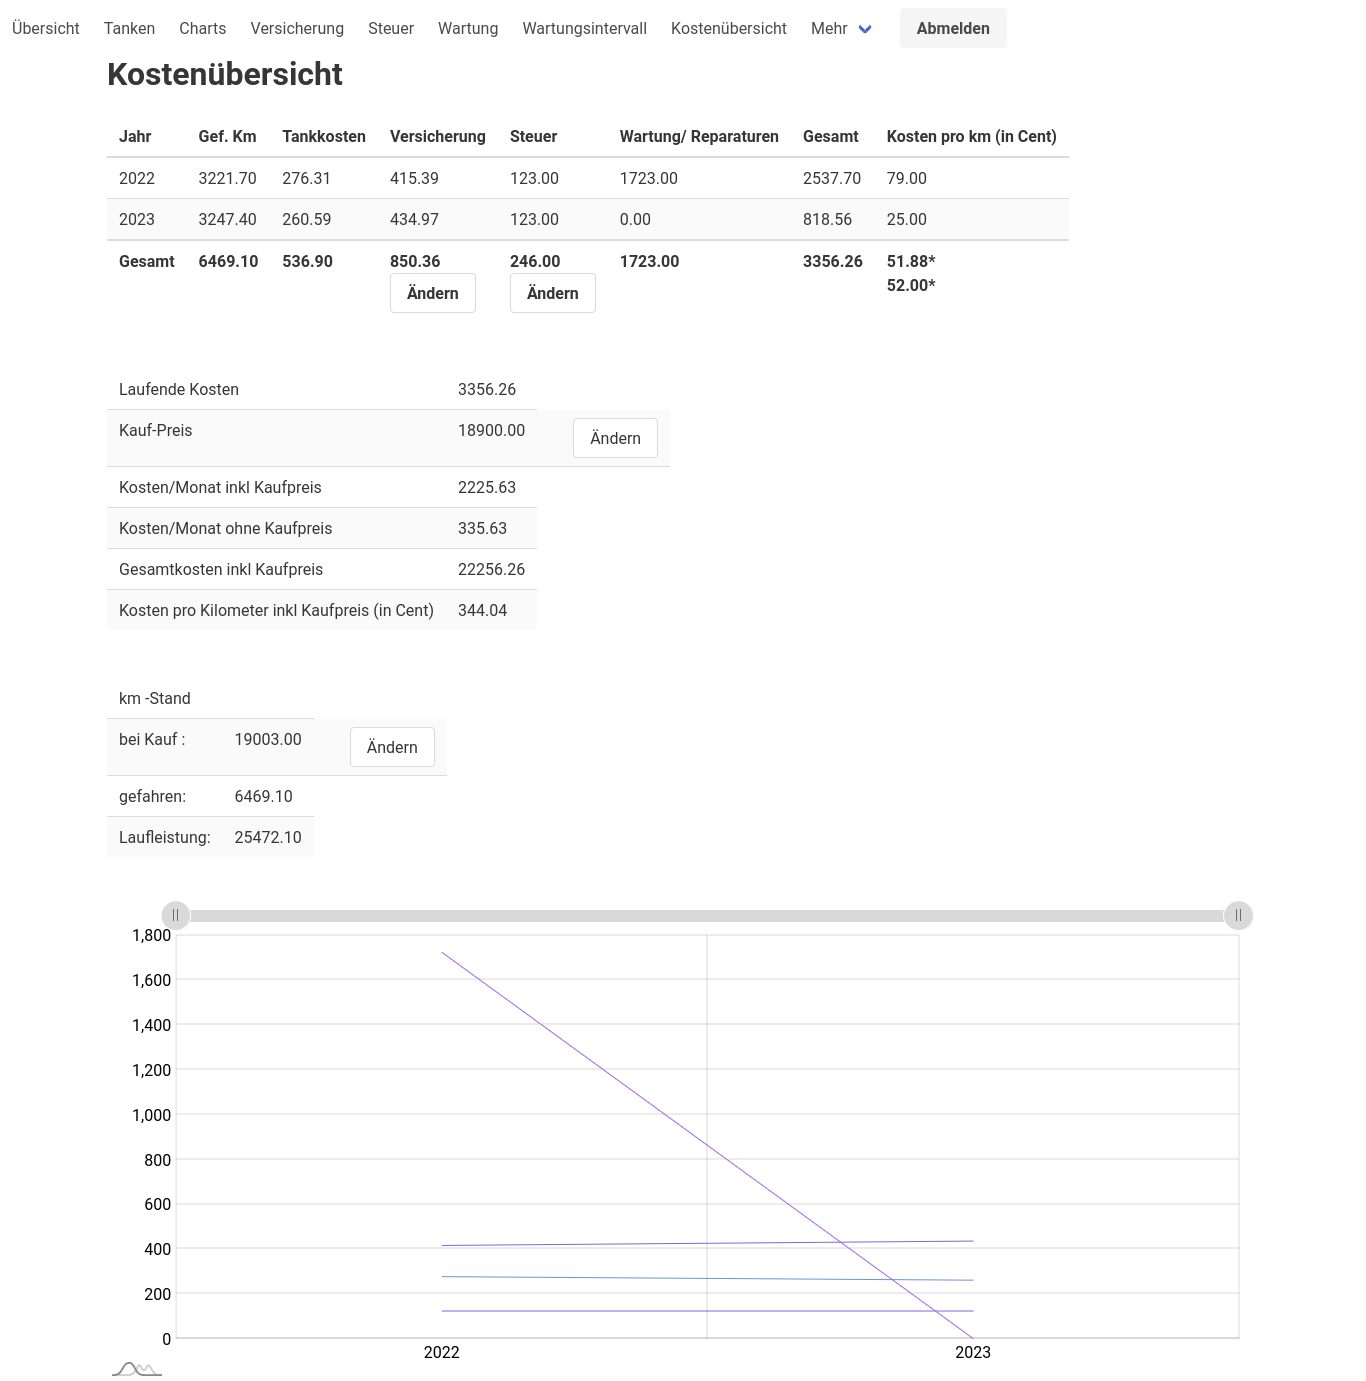 Übersicht Tanken Charts Versicherung Steuer Wartung Wartungsintervall Kostenübersicht Mehr Abmelden
Kostenübersicht
Jahr Gef. Km Tankkosten Versicherung Steuer Wartung/ Reparaturen Gesamt Kosten pro km (in Cent)
2022 3221.70 276.31 415.39 123.00 1723.00 2537.70 79.00
2023 3247.40 260.59 434.97 123.00 0.00 818.56 25.00
Gesamt 6469.10 536.90 850.36 246.00 1723.00 3356.26 51.88*
52.00*
Ändern Ändern
Laufende Kosten 3356.26
Kauf-Preis 18900.00 Ändern
Kosten/Monat inkl Kaufpreis 2225.63
Kosten/Monat ohne Kaufpreis 335.63
Gesamtkosten inkl Kaufpreis 22256.26
Kosten pro Kilometer inkl Kaufpreis (in Cent) 344.04
km -Stand
bei Kauf : 19003.00 Ändern
gefahren: 6469.10
Laufleistung: 25472.10
1,800
1,600
1,400
1,200
1,000
800
600
400
200
0
2022 2023